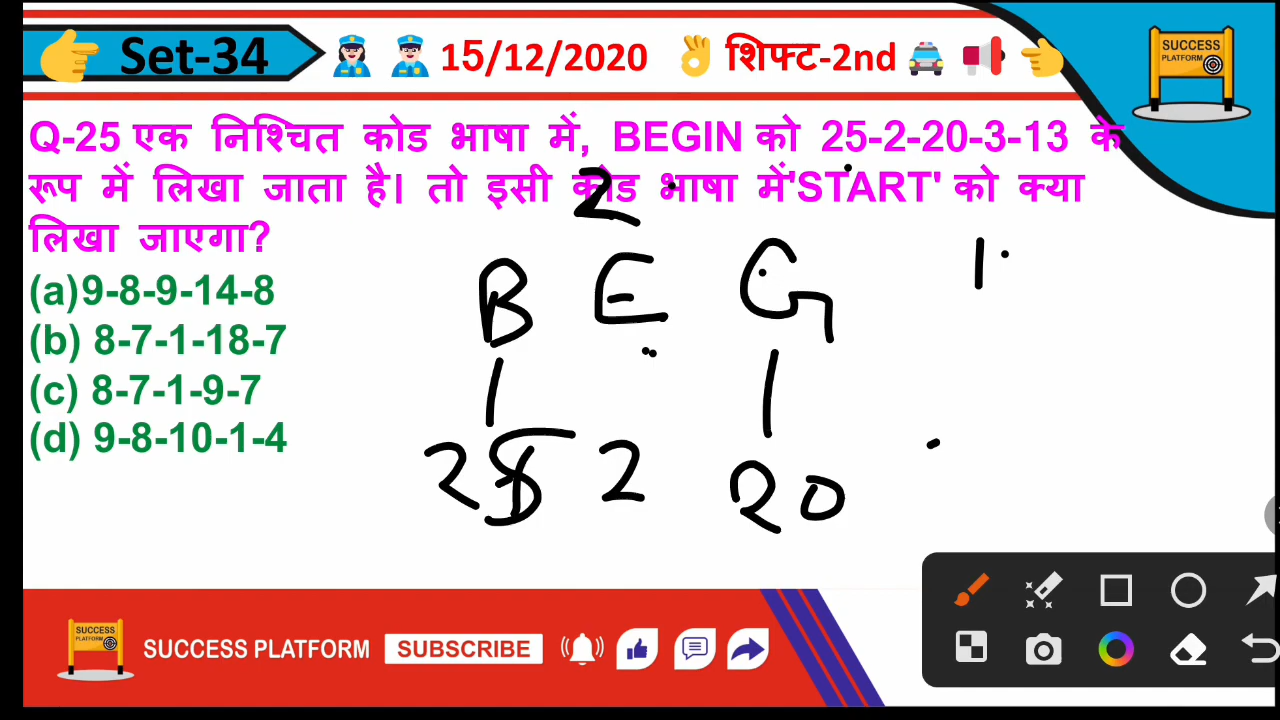 Set-34
15/12/2020 शिफ्ट-2nd
SUCCESS
PLATFORM
Q-25 एक निश्चित कोड भाषा में, BEGIN को 25-2-20-3-13 के
रूप में लिखा जाता है। तो इसी कोड भाषा में'START' को क्या
लिखा जाएगा?
(a)9-8-9-14-8
(b) 8-7-1-18-7
(c) 8-7-1-9-7
(d) 9-8-10-1-4
2
B E G I
25 2 20
SUCCESS
PLATFORM
SUCCESS PLATFORM SUBSCRIBE